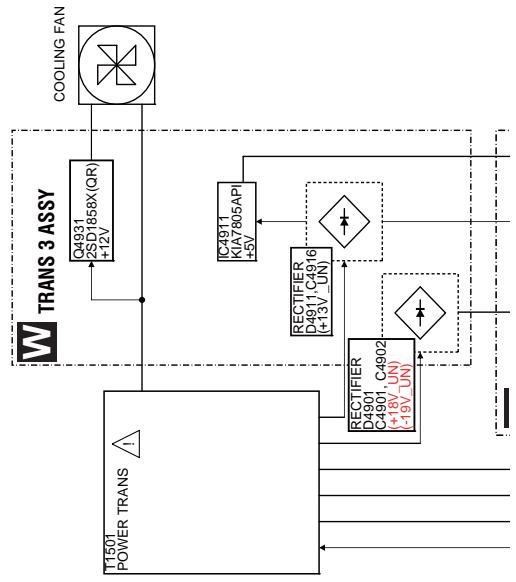 COOLING FAN
W
TRANS 3 ASSY
Q4931
2SD1858X(QR)
+12V
IC4911
KIA7805API
+5V
RECTIFIER
D4911,C4916
(+13V_UN)
RECTIFIER
D4901
C4901, C4902
(+18V_UN)
(-19V_UN)
T1501
POWER TRANS
!